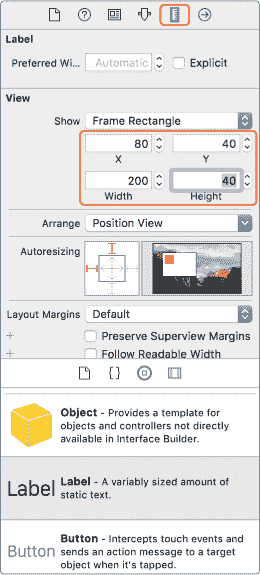 Label
Preferred Wi... Automatic Explicit
View
Show Frame Rectangle
80 40
X Y
200 40
Width Height
Arrange Position View
Autoresizing
Layout Margins Default
+ Preserve Superview Margins
+ Follow Readable Width
{}
Object - Provides a template for
objects and controllers not directly
available in Interface Builder.
Label Label - A variably sized amount of
static text.
Button Button - Intercepts touch events and
sends an action message to a target
object when it's tapped.